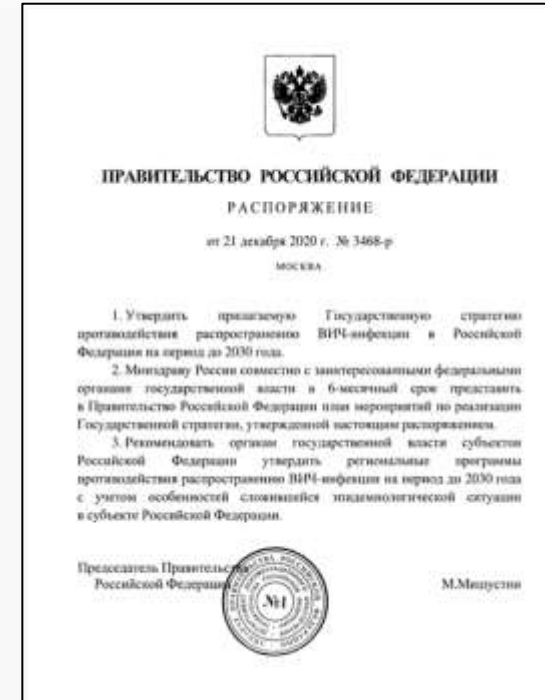 ПРАВИТЕЛЬСТВО РОССИЙСКОЙ ФЕДЕРАЦИИ
РАСПОРЯЖЕНИЕ
от 21 декабря 2020 г. № 3468-р
МОСКВА
1. Утвердить прилагаемую Государственную стратегию
противодействия распространению ВИЧ-инфекции в Российской
Федерации на период до 2030 года.
2. Минздраву России совместно с заинтересованными федеральными
органами государственной власти в 6-месячный срок представить
в Правительство Российской Федерации план мероприятий по реализации
Государственной стратегии, утвержденной настоящим распоряжением.
3. Рекомендовать органам государственной власти субъектов
Российской Федерации утвердить региональные программы
противодействия распространению ВИЧ-инфекции на период до 2030 года
с учетом особенностей сложившейся эпидемиологической ситуации
в субъекте Российской Федерации.
Председатель Правительства
Российской Федерации
М.Мишустин
№1